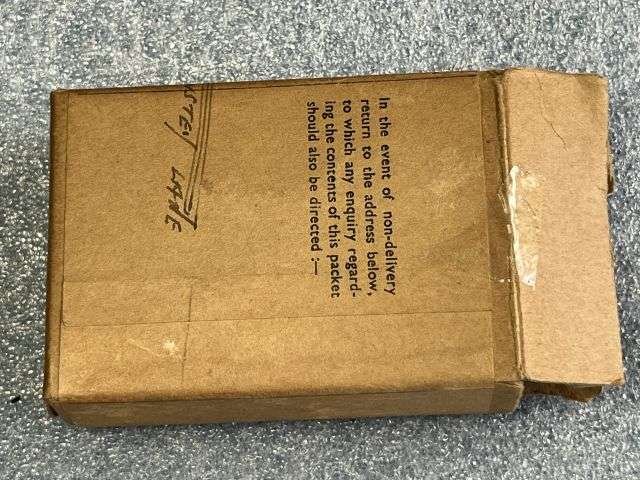 In the event of non-delivery
return to the address below,
to which any enquiry regard-
ing the contents of this packet
should also be directed :—